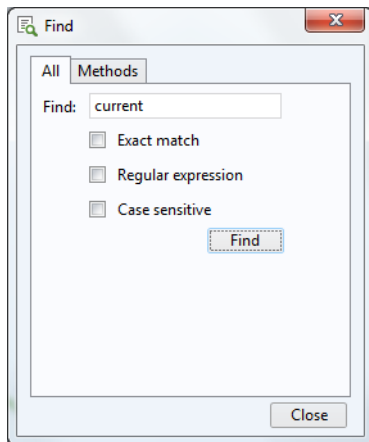 Find
All Methods
Find: current
Exact match
Regular expression
Case sensitive
Find
Close